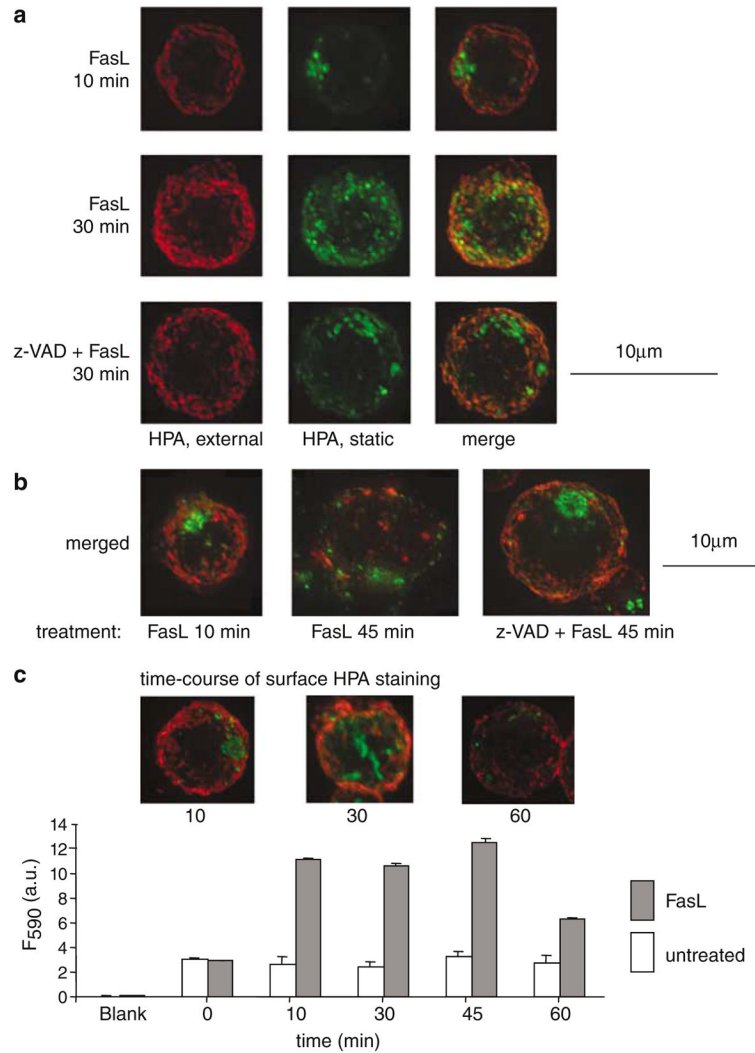 a
FasL
10 min
FasL
30 min
z-VAD + FasL
30 min
10μm
HPA, external HPA, static merge
b
merged
10μm
treatment: FasL 10 min FasL 45 min z-VAD + FasL 45 min
c
time-course of surface HPA staining
10 30 60
14
12
10
8
6
4
2
0
F590 (a.u.)
FasL
untreated
Blank 0 10 30 45 60
time (min)